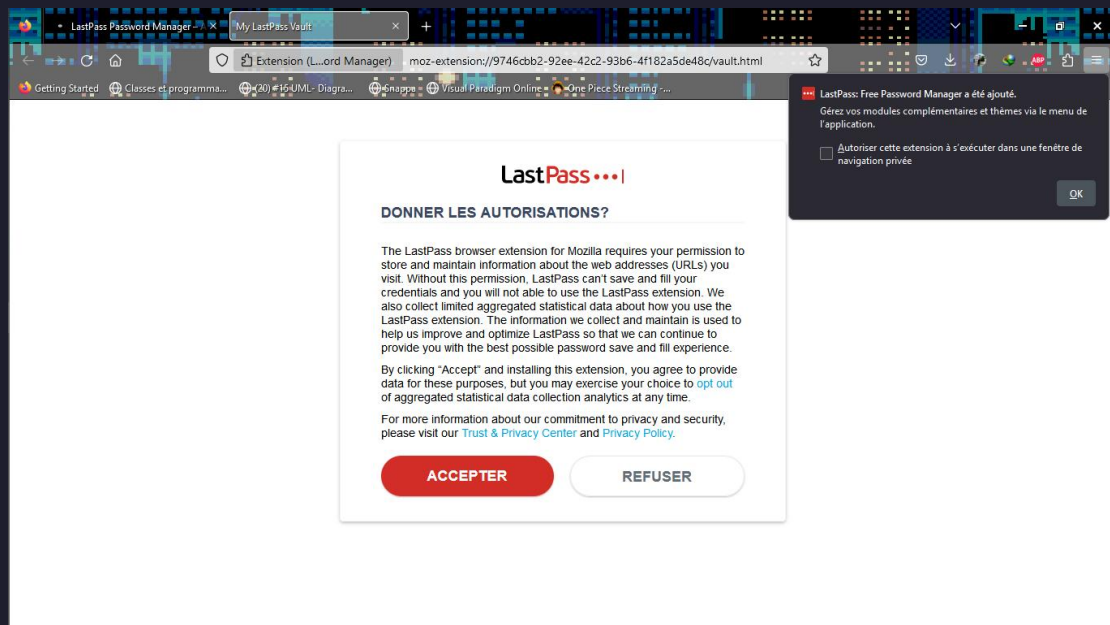 LastPass Password Manager –
My LastPass Vault
Extension (L...ord Manager)
moz-extension://9746cbb2-92ee-42c2-93b6-4f182a5de48c/vault.html
ABP
Getting Started
Classes et programma...
(20) #15 UML- Diagra...
Snappa
Visual Paradigm Online
One Piece Streaming -...
LastPass: Free Password Manager a été ajouté.
Gérez vos modules complémentaires et thèmes via le menu de
l'application.
Autoriser cette extension à s'exécuter dans une fenêtre de
navigation privée
OK
LastPass
DONNER LES AUTORISATIONS?
The LastPass browser extension for Mozilla requires your permission to
store and maintain information about the web addresses (URLs) you
visit. Without this permission, LastPass can't save and fill your
credentials and you will not able to use the LastPass extension. We
also collect limited aggregated statistical data about how you use the
LastPass extension. The information we collect and maintain is used to
help us improve and optimize LastPass so that we can continue to
provide you with the best possible password save and fill experience.
By clicking “Accept” and installing this extension, you agree to provide
data for these purposes, but you may exercise your choice to opt out
of aggregated statistical data collection analytics at any time.
For more information about our commitment to privacy and security,
please visit our Trust & Privacy Center and Privacy Policy.
ACCEPTER
REFUSER